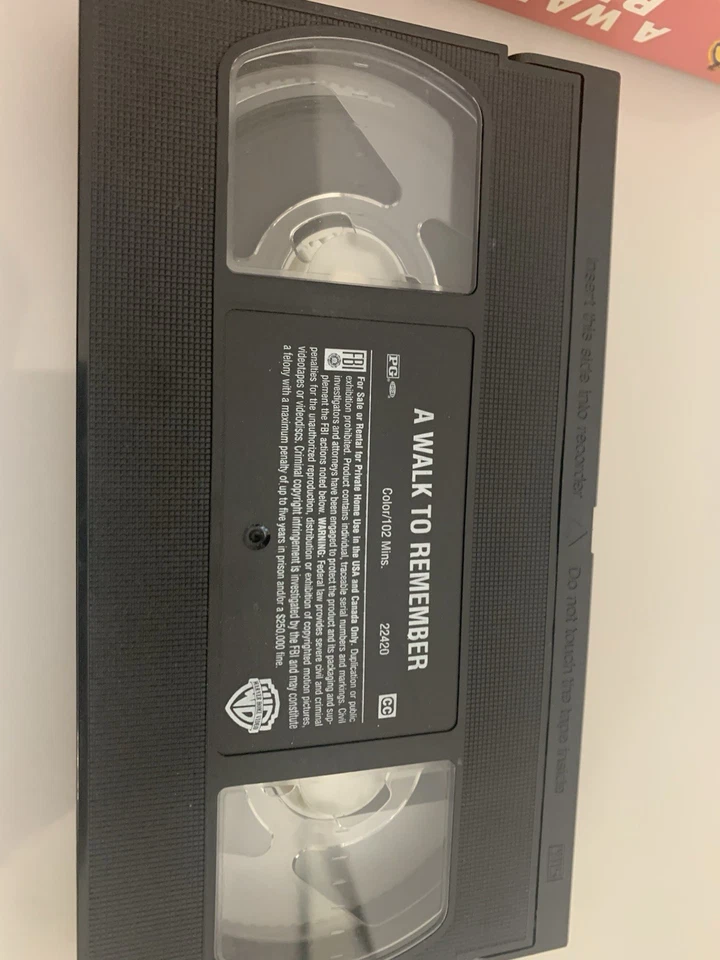 A WALK TO REMEMBER
PG
Color/102 Mins.
22420
CC
For Sale or Rental for Private Home Use in the USA and Canada Only. Duplication or public
exhibition prohibited. Product contains individual, traceable serial numbers and markings. Civil
investigators and attorneys have been engaged to protect the product and its packaging and sup-
plement the FBI actions noted below. WARNING: Federal law provides severe civil and criminal
penalties for the unauthorized reproduction, distribution or exhibition of copyrighted motion pictures,
videotapes or videodiscs. Criminal copyright infringement is investigated by the FBI and may constitute
a felony with a maximum penalty of up to five years in prison and/or a $250,000 fine.
FBI
WB
Insert this side into recorder △ Do not touch the tape inside
A WA